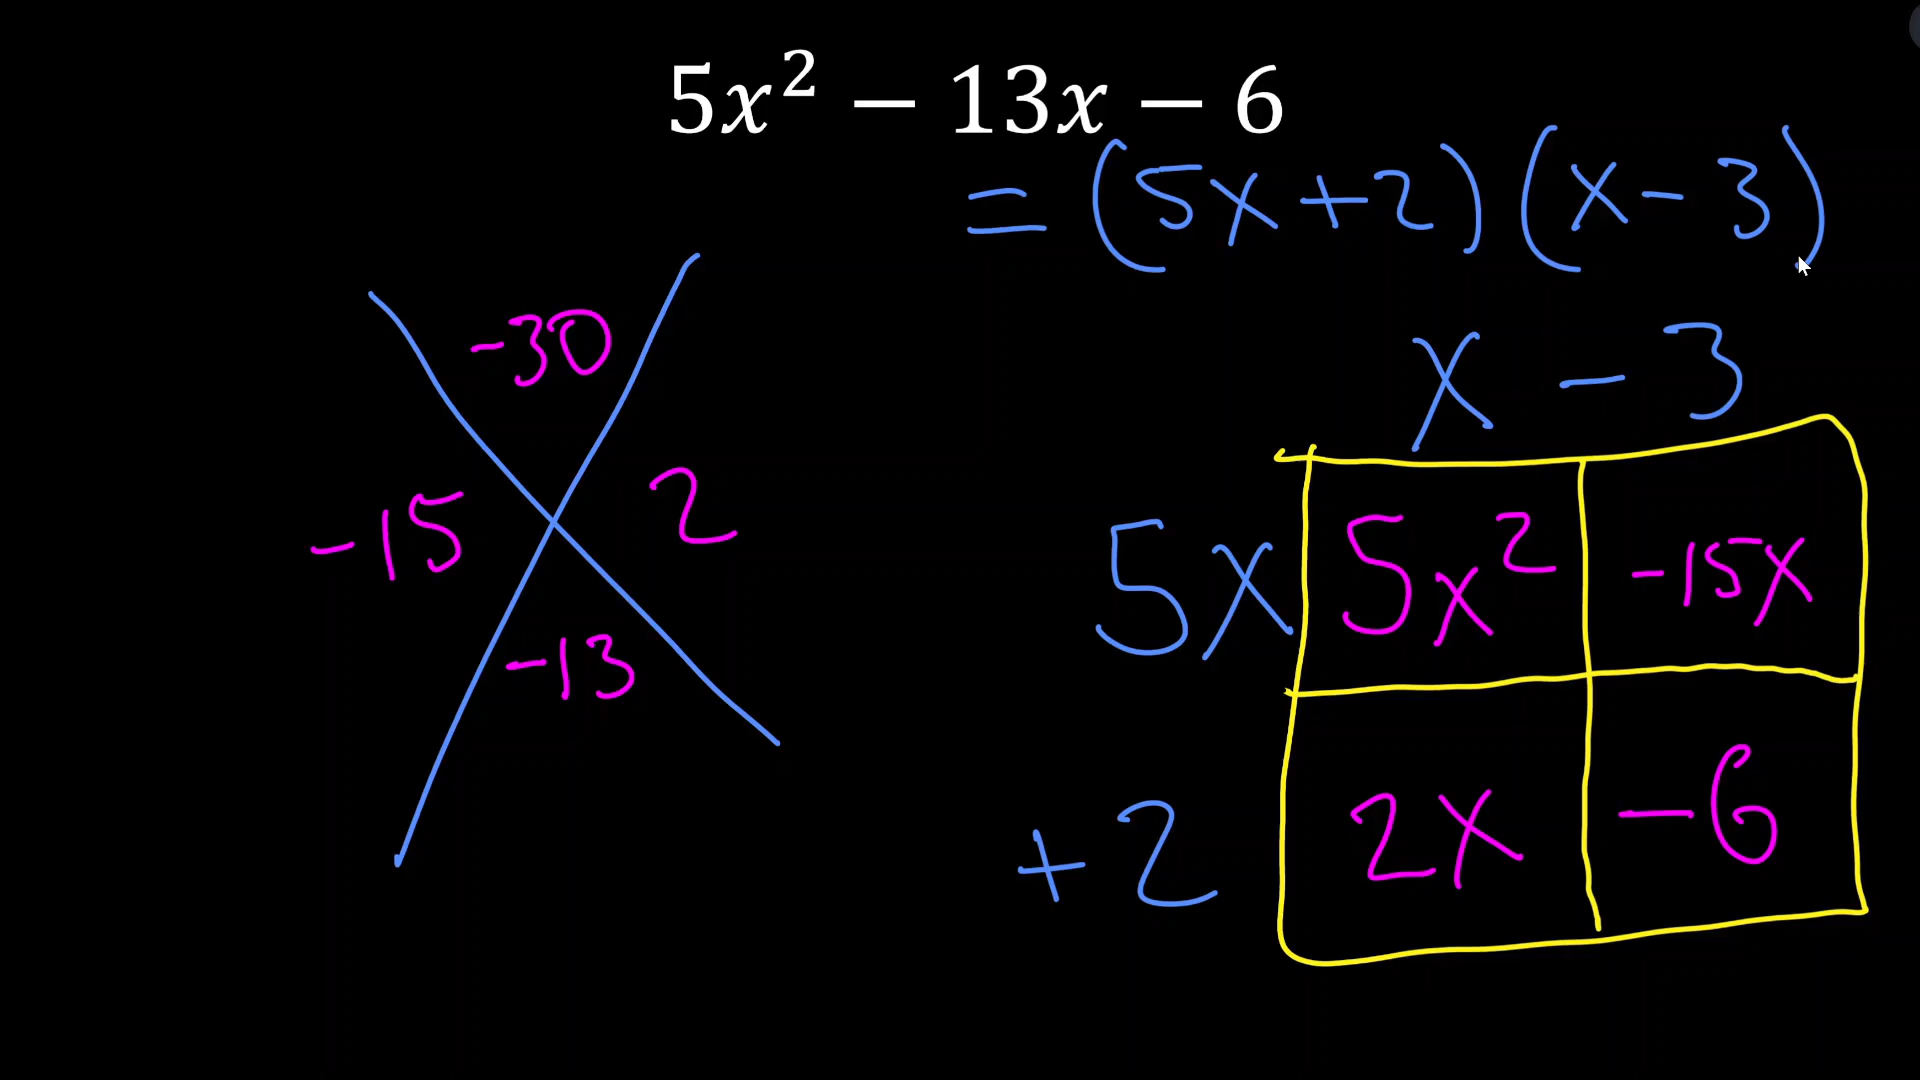 5x² − 13x − 6
= (5x + 2)(x − 3)
-30
-15 2
-13
x − 3
5x 5x² -15x
+2 2x -6